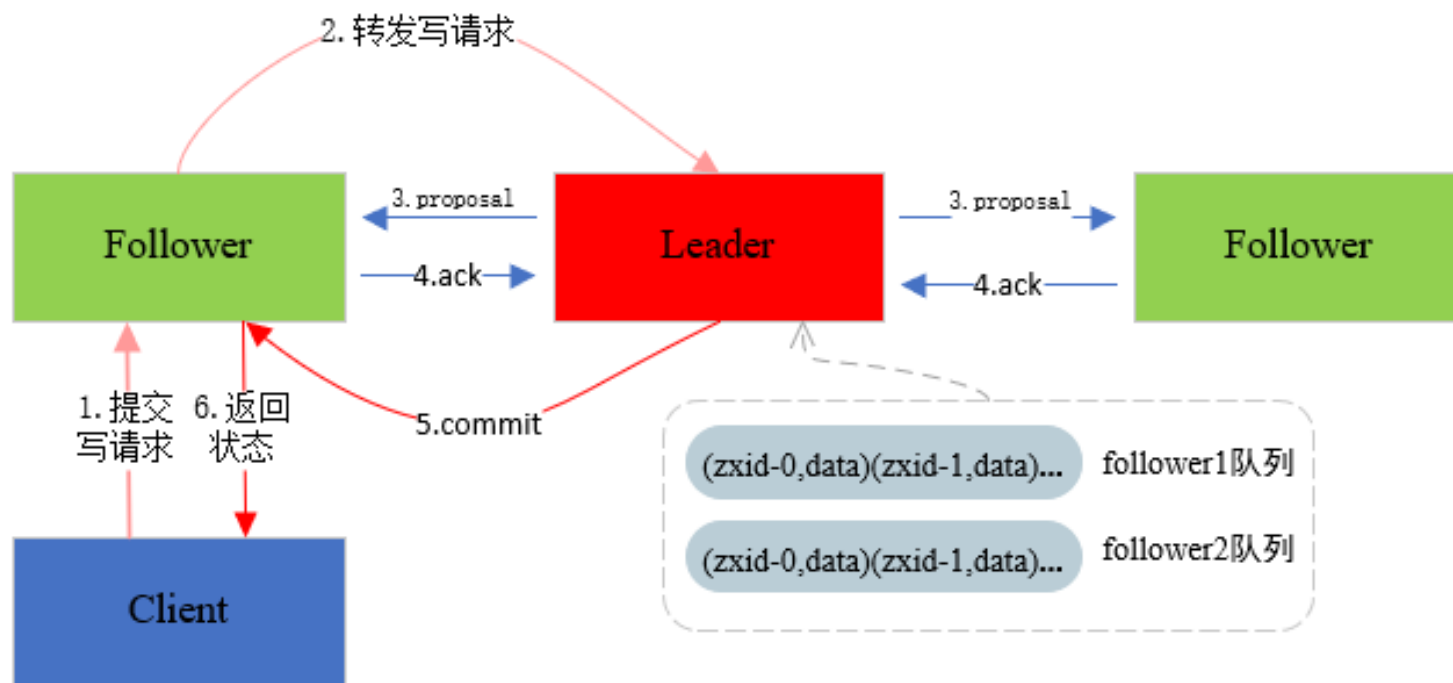 2.转发写请求
Follower
3.proposal
4.ack
Leader
3.proposal
4.ack
Follower
1.提交
写请求
6.返回
状态
5.commit
(zxid-0,data)(zxid-1,data)...
follower1队列
(zxid-0,data)(zxid-1,data)...
follower2队列
Client